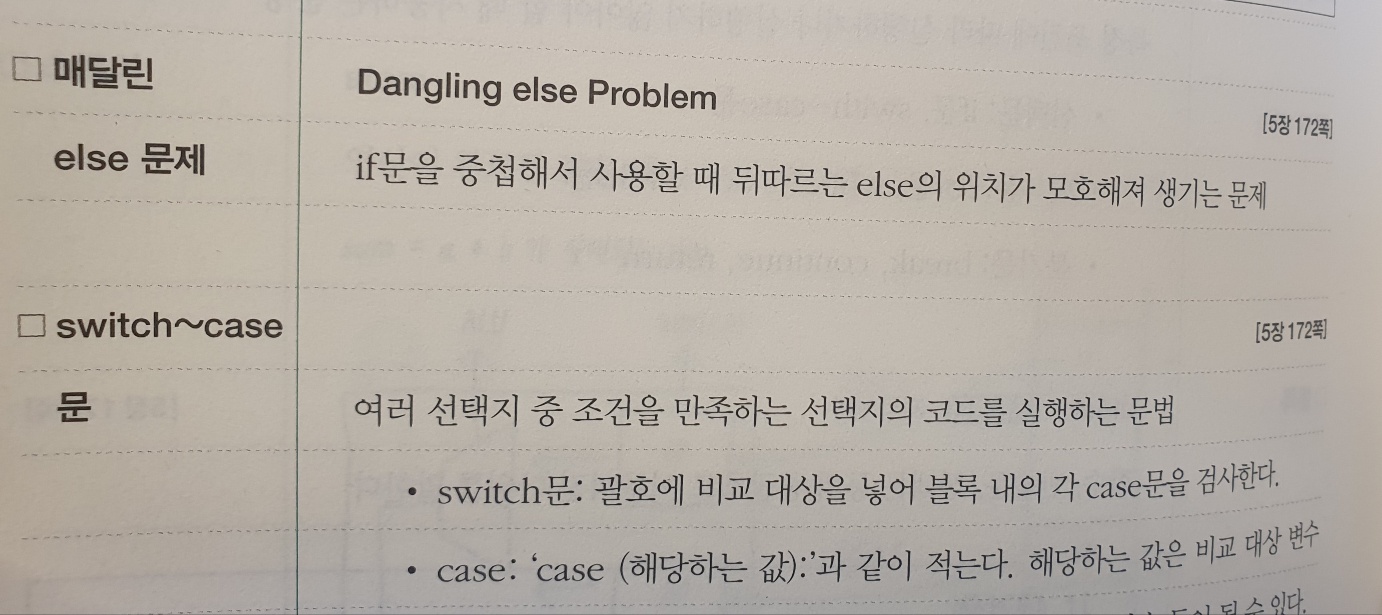 □ 매달린
Dangling else Problem
[5장 172쪽]
else 문제
if문을 중첩해서 사용할 때 뒤따르는 else의 위치가 모호해져 생기는 문제
□ switch~case
[5장 172쪽]
문
여러 선택지 중 조건을 만족하는 선택지의 코드를 실행하는 문법
• switch문: 괄호에 비교 대상을 넣어 블록 내의 각 case문을 검사한다.
• case: ‘case (해당하는 값):’과 같이 적는다. 해당하는 값은 비교 대상 변수
될 수 있다.